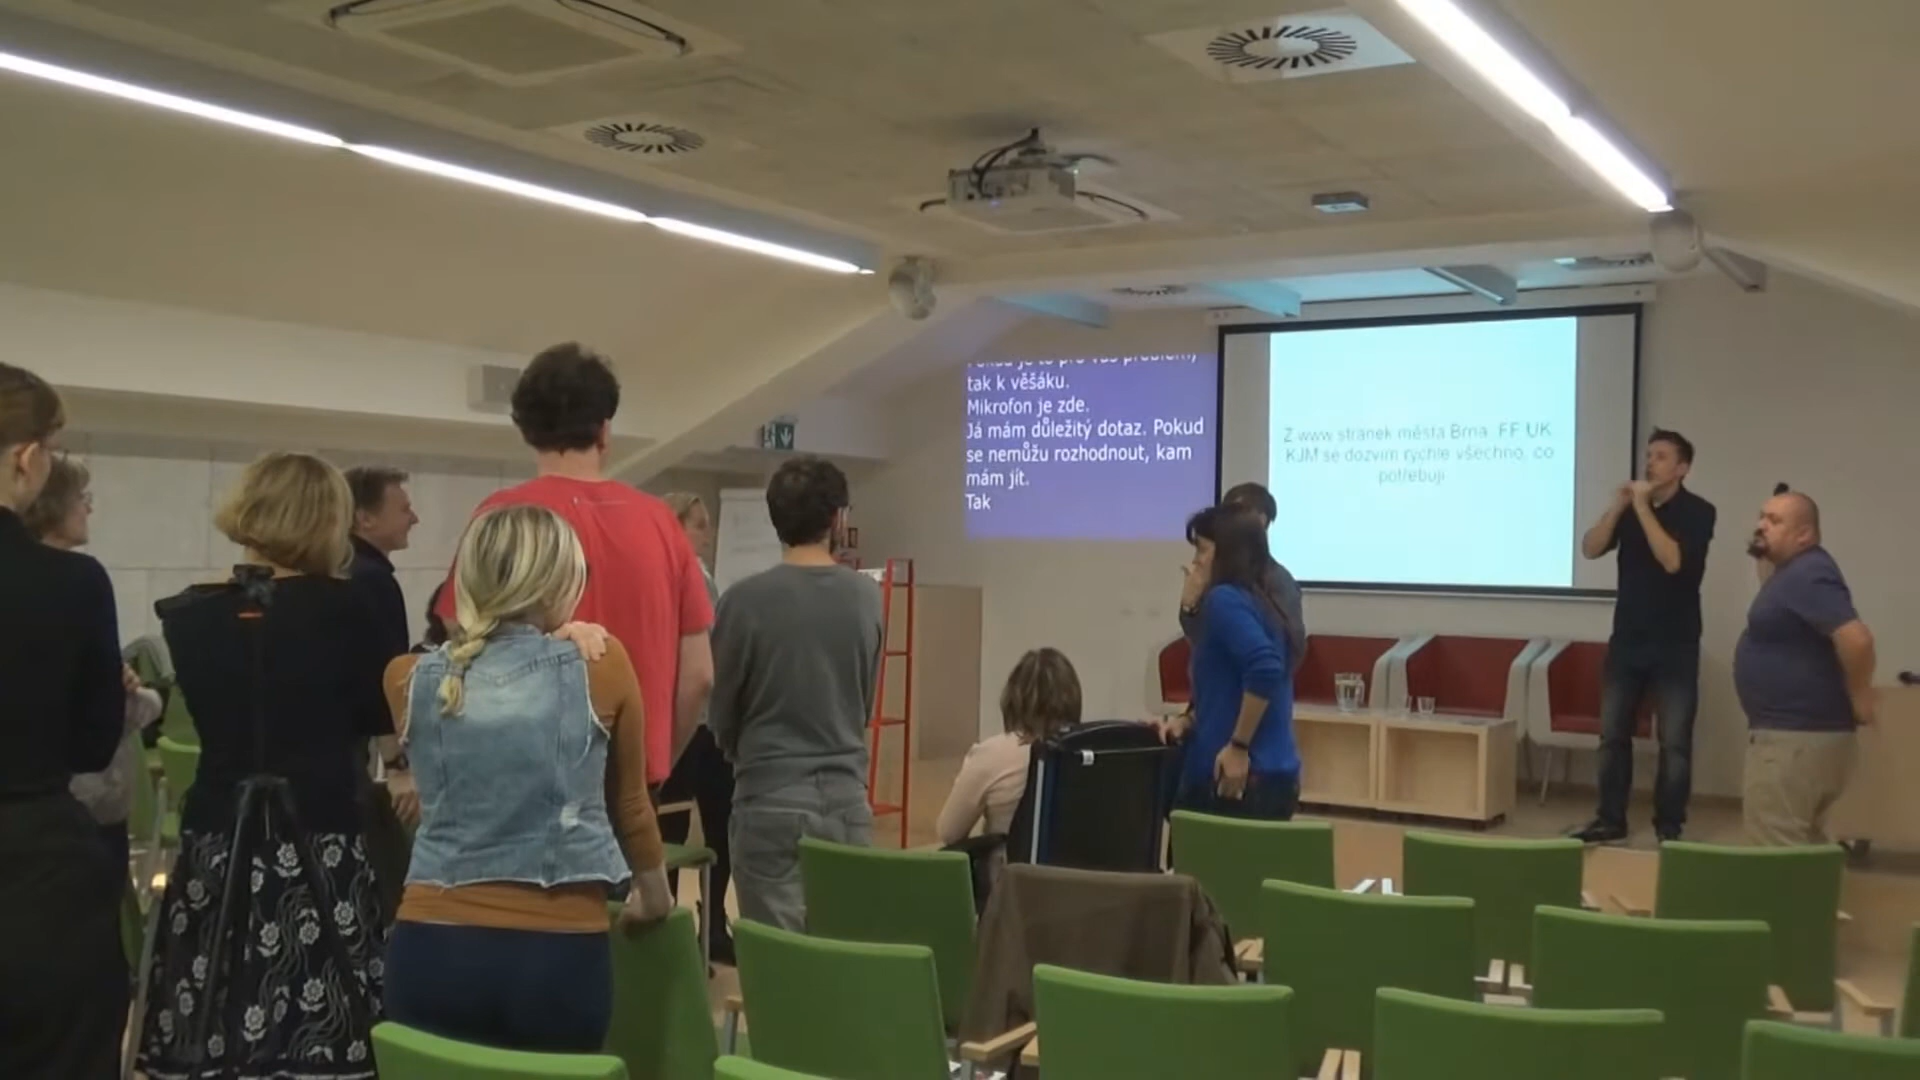 tak k věšáku.
Mikrofon je zde.
Já mám důležitý dotaz. Pokud
se nemůžu rozhodnout, kam
mám jít.
Tak
Z www stránek města Brna, FF UK,
KJM se dozvím rychle všechno, co
potřebuji